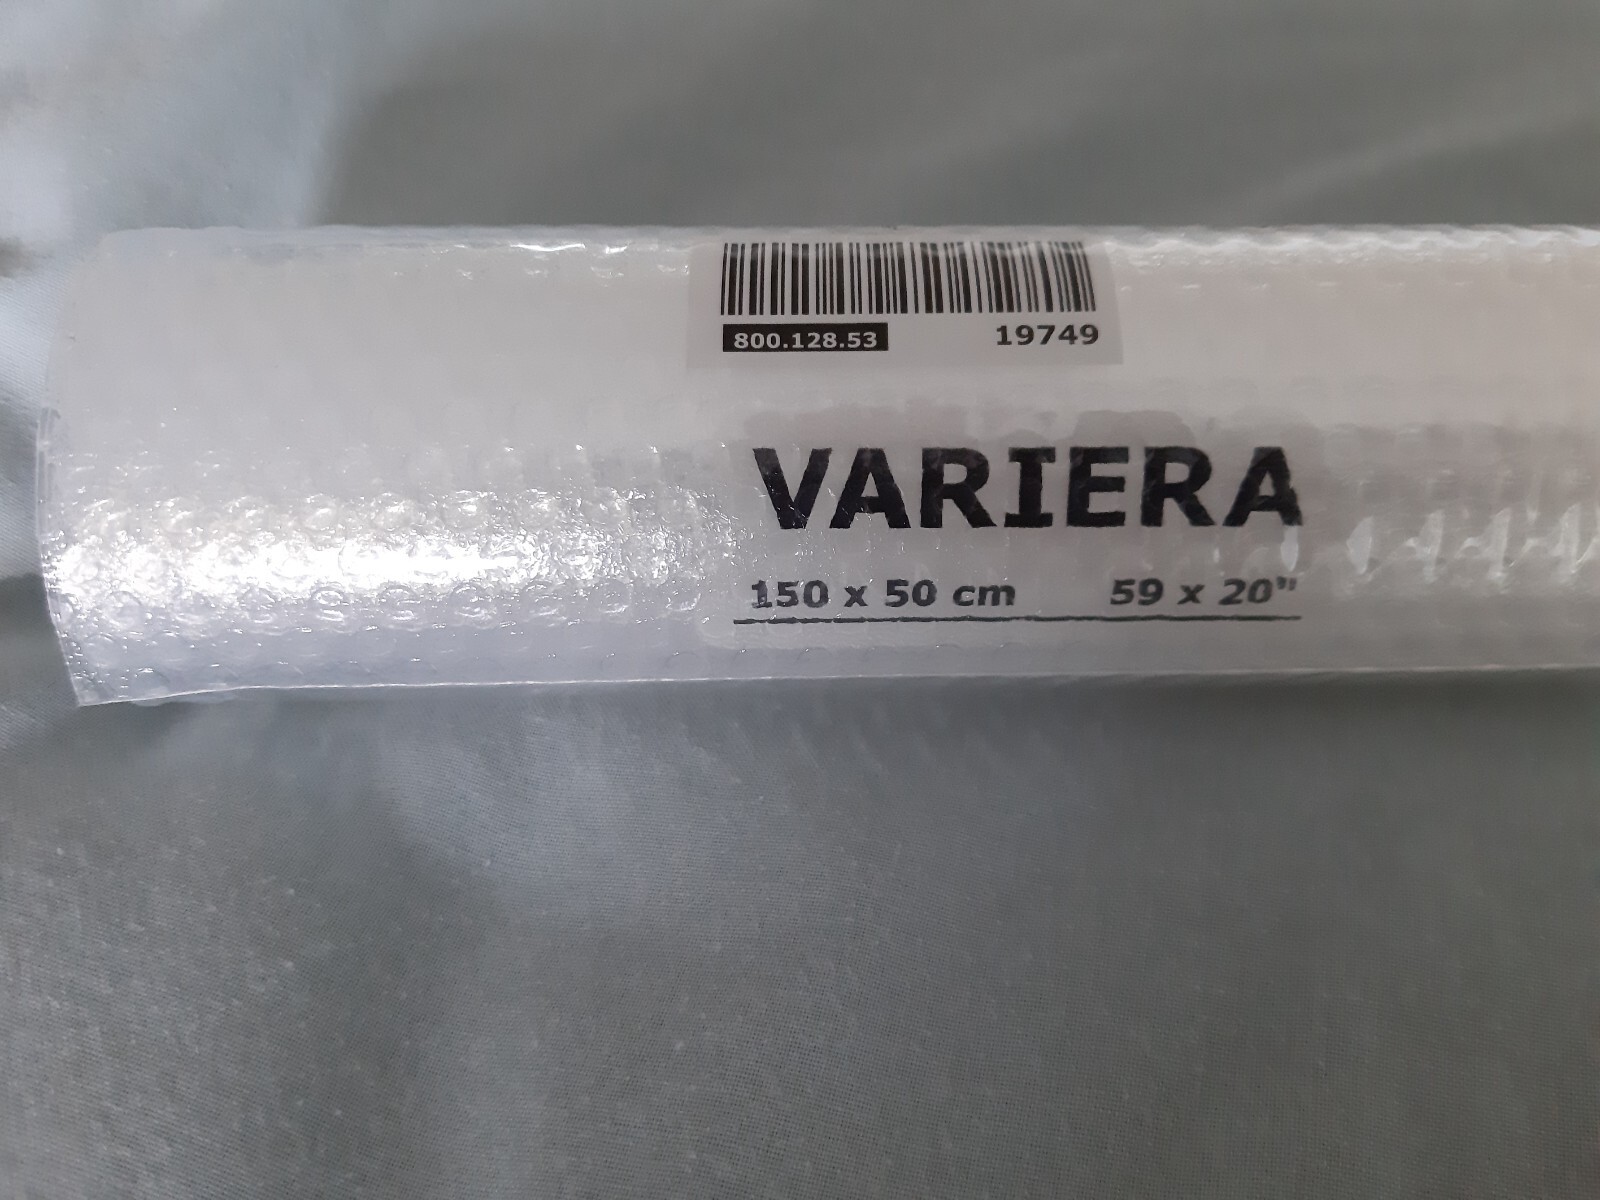 800.128.53 19749
VARIERA
150 x 50 cm 59 x 20"